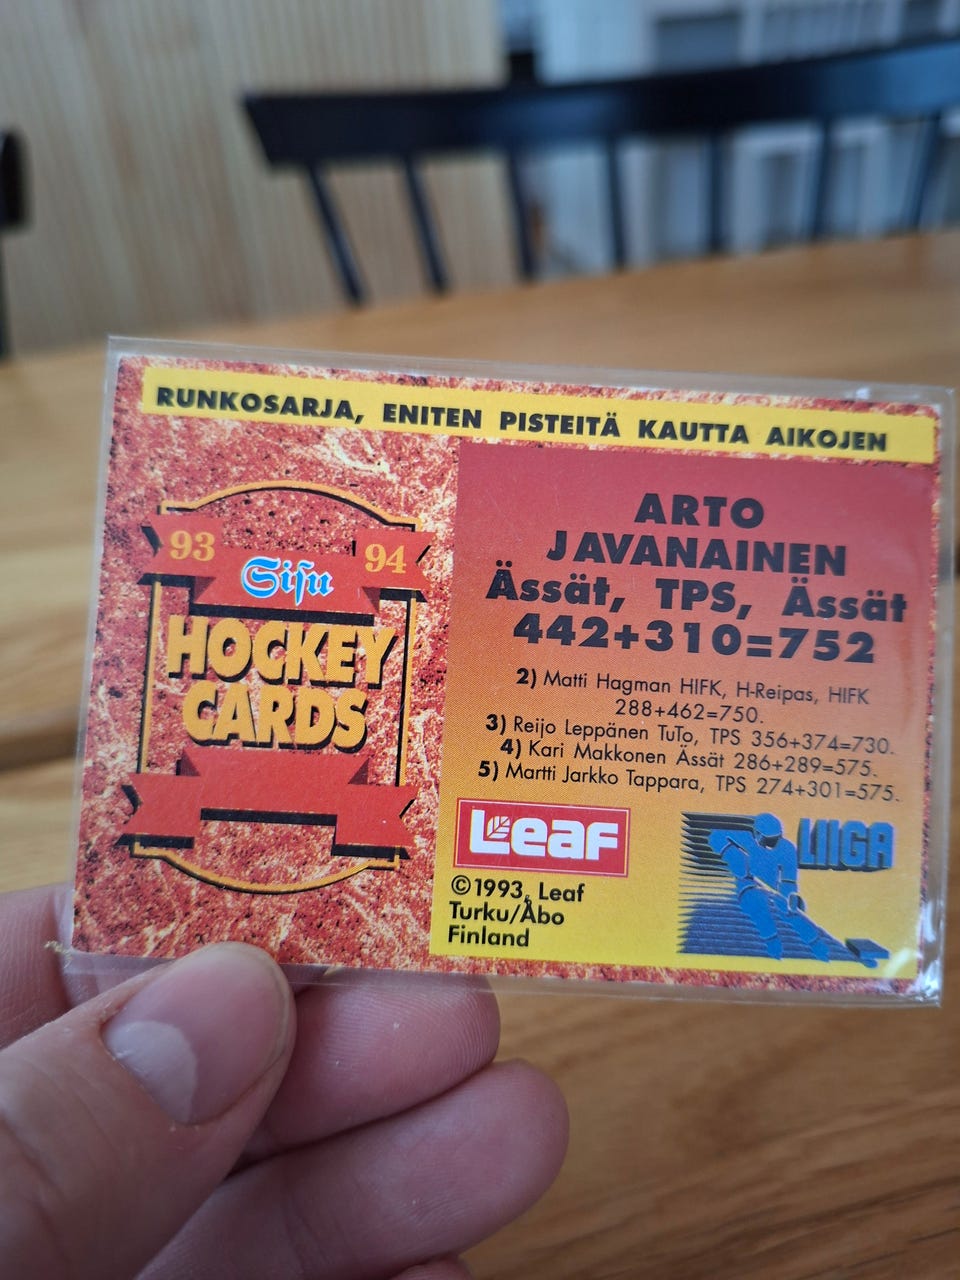 RUNKOSARJA, ENITEN PISTEITÄ KAUTTA AIKOJEN
93 Sisu 94
HOCKEY
CARDS
ARTO
JAVANAINEN
Ässät, TPS, Ässät
442+310=752
2) Matti Hagman HIFK, H-Reipas, HIFK
288+462=750.
3) Reijo Leppänen TuTo, TPS 356+374=730.
4) Kari Makkonen Ässät 286+289=575.
5) Martti Jarkko Tappara, TPS 274+301=575.
Leaf
LIIGA
©1993, Leaf
Turku/Åbo
Finland